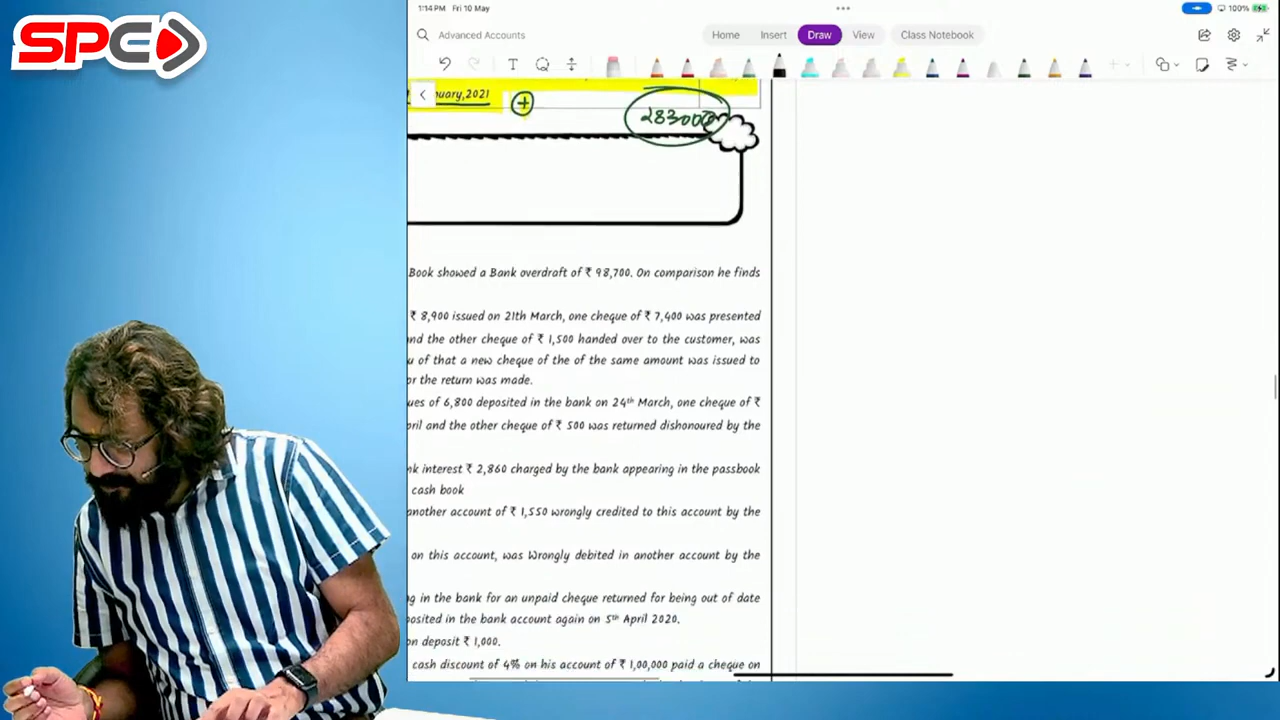 SPC
1:14 PM Fri 10 May
100%
Advanced Accounts
Home Insert Draw View Class Notebook
nuary,2021
283000
Book showed a Bank overdraft of ₹ 98,700. On comparison he finds
₹ 8,900 issued on 21th March, one cheque of ₹ 7,400 was presented
nd the other cheque of ₹ 1,500 handed over to the customer, was
u of that a new cheque of the of the same amount was issued to
or the return was made.
ues of 6,800 deposited in the bank on 24th March, one cheque of ₹
pril and the other cheque of ₹ 500 was returned dishonoured by the
nk interest ₹ 2,860 charged by the bank appearing in the passbook
cash book
another account of ₹ 1,550 wrongly credited to this account by the
on this account, was Wrongly debited in another account by the
ng in the bank for an unpaid cheque returned for being out of date
posited in the bank account again on 5th April 2020.
on deposit ₹ 1,000.
cash discount of 4% on his account of ₹ 1,00,000 paid a cheque on